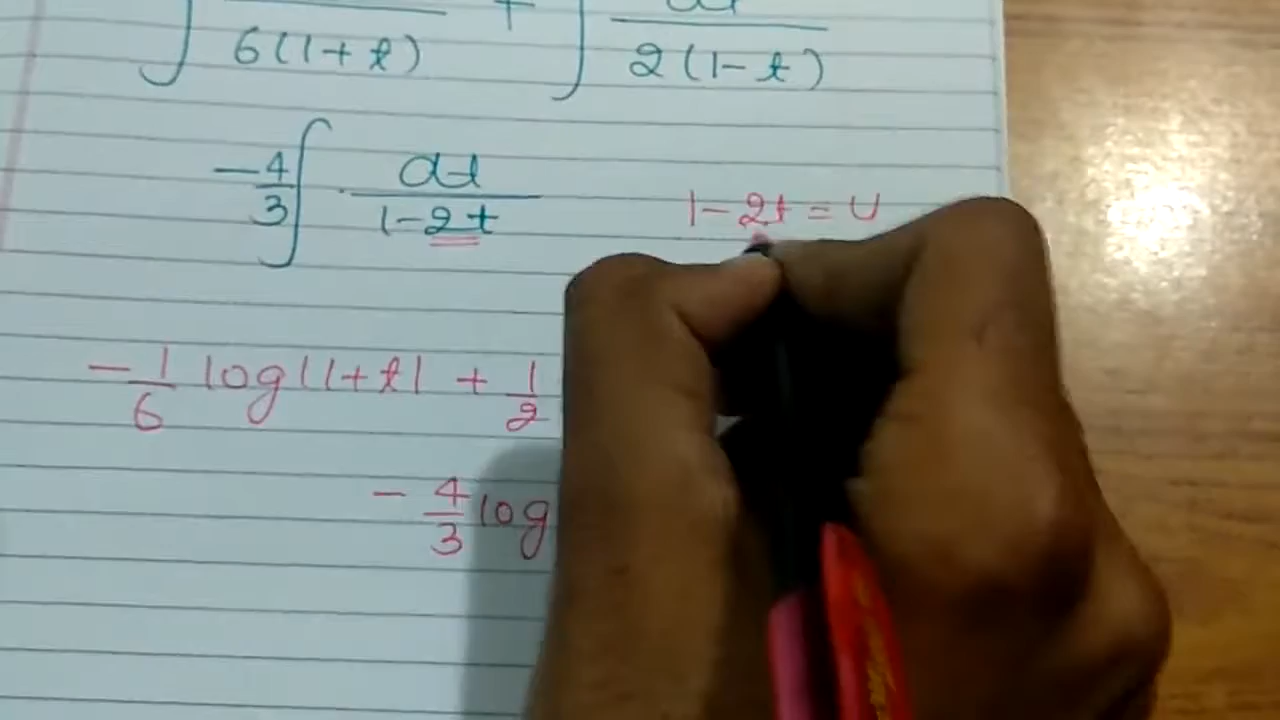 ∫ 6(1+t) + ∫ dt / 2(1-t)
-4/3 ∫ dt / 1-2t
1-2t = U
-1/6 log|1+t| + 1/2
- 4/3 log